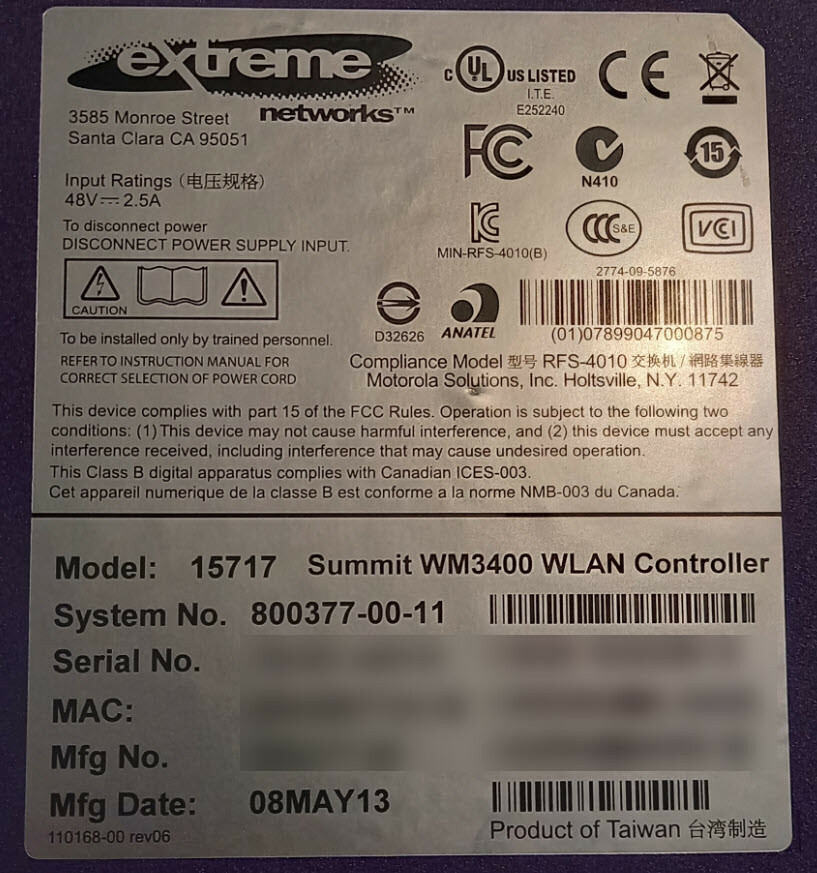 extreme
networks™
3585 Monroe Street
Santa Clara CA 95051
Input Ratings (电压规格)
48V⎓2.5A
To disconnect power
DISCONNECT POWER SUPPLY INPUT.
CAUTION
To be installed only by trained personnel.
REFER TO INSTRUCTION MANUAL FOR
CORRECT SELECTION OF POWER CORD
C UL US LISTED
I.T.E.
E252240
CE
FC
N410
15
MIN-RFS-4010(B)
CCC S&E
VCI
D32626
ANATEL
2774-09-5876
(01)07899047000875
Compliance Model 型号 RFS-4010 交换机 / 網路集線器
Motorola Solutions, Inc. Holtsville, N.Y. 11742
This device complies with part 15 of the FCC Rules. Operation is subject to the following two
conditions: (1) This device may not cause harmful interference, and (2) this device must accept any
interference received, including interference that may cause undesired operation.
This Class B digital apparatus complies with Canadian ICES-003.
Cet appareil numerique de la classe B est conforme a la norme NMB-003 du Canada.
Model: 15717 Summit WM3400 WLAN Controller
System No. 800377-00-11
Serial No.
MAC:
Mfg No.
Mfg Date: 08MAY13
110168-00 rev06
Product of Taiwan 台湾制造